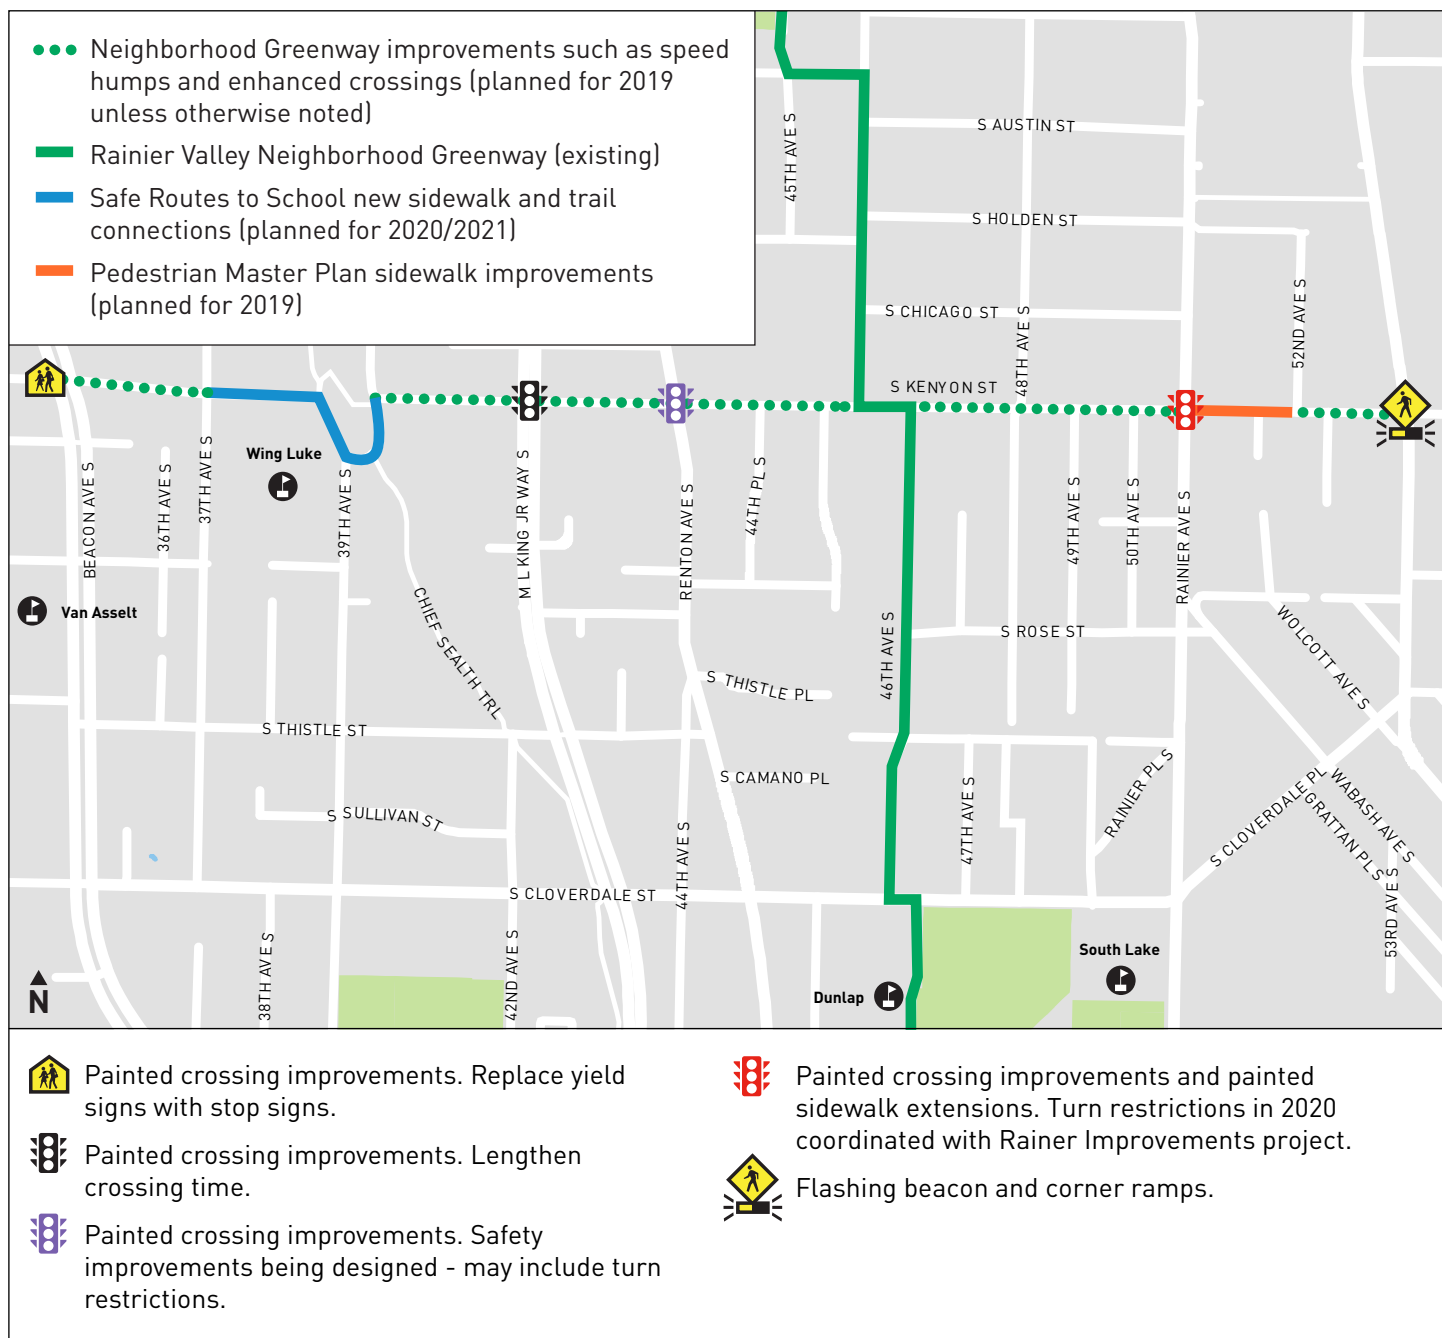 Neighborhood Greenway improvements such as speed
humps and enhanced crossings (planned for 2019
unless otherwise noted)
Rainier Valley Neighborhood Greenway (existing)
Safe Routes to School new sidewalk and trail
connections (planned for 2020/2021)
Pedestrian Master Plan sidewalk improvements
(planned for 2019)
45TH AVE S
S AUSTIN ST
S HOLDEN ST
S CHICAGO ST
48TH AVE S
52ND AVE S
S KENYON ST
BEACON AVE S
36TH AVE S
37TH AVE S
Wing Luke
39TH AVE S
CHIEF SEALTH TRL
M L KING JR WAY S
RENTON AVE S
44TH PL S
46TH AVE S
49TH AVE S
50TH AVE S
RAINIER AVE S
S ROSE ST
WOLCOTT AVE S
Van Asselt
S THISTLE PL
S THISTLE ST
S CAMANO PL
S SULLIVAN ST
44TH AVE S
47TH AVE S
RAINIER PL S
S CLOVERDALE PL
WABASH AVE S
GRATTAN PL S
53RD AVE S
S CLOVERDALE ST
38TH AVE S
42ND AVE S
South Lake
Dunlap
N
Painted crossing improvements. Replace yield
signs with stop signs.
Painted crossing improvements. Lengthen
crossing time.
Painted crossing improvements. Safety
improvements being designed - may include turn
restrictions.
Painted crossing improvements and painted
sidewalk extensions. Turn restrictions in 2020
coordinated with Rainer Improvements project.
Flashing beacon and corner ramps.